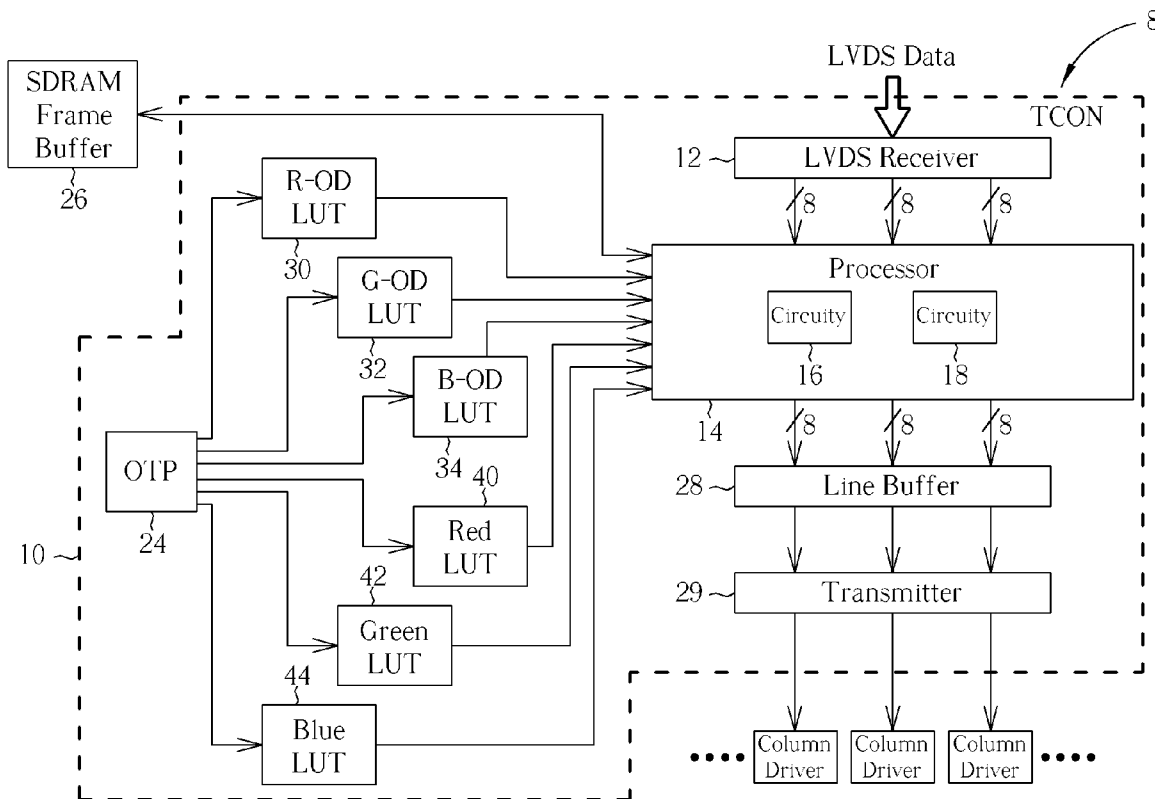 8
LVDS Data
TCON
SDRAM
Frame
Buffer
26
12
LVDS Receiver
8
8
8
R-OD
LUT
30
G-OD
LUT
32
B-OD
LUT
34
Processor
Circuity
16
Circuity
18
14
8
8
8
OTP
24
40
Red
LUT
28
Line Buffer
10
42
Green
LUT
29
Transmitter
44
Blue
LUT
Column
Driver
Column
Driver
Column
Driver